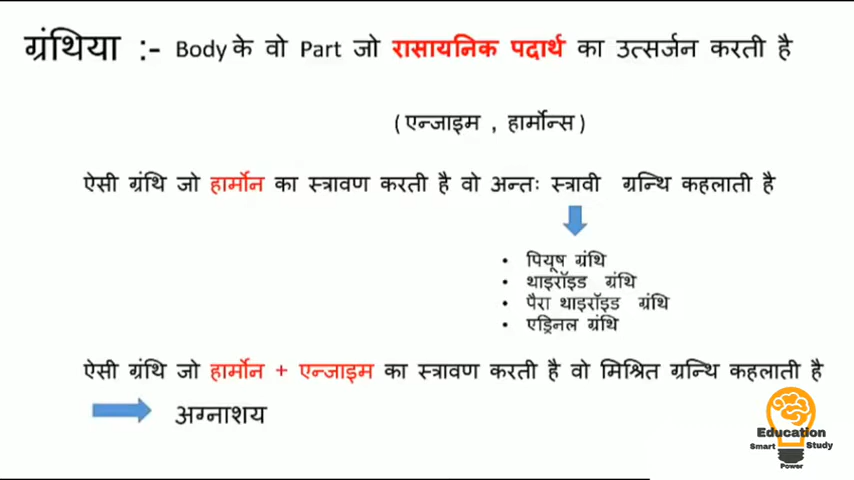 ग्रंथिया :- Body के वो Part जो रासायनिक पदार्थ का उत्सर्जन करती है
( एन्जाइम , हार्मोन्स )
ऐसी ग्रंथि जो हार्मोन का स्त्रावण करती है वो अन्तः स्त्रावी ग्रन्थि कहलाती है
• पियूष ग्रंथि
• थाइरॉइड ग्रंथि
• पैरा थाइरॉइड ग्रंथि
• एड्रिनल ग्रंथि
ऐसी ग्रंथि जो हार्मोन + एन्जाइम का स्त्रावण करती है वो मिश्रित ग्रन्थि कहलाती है
अग्नाशय
Education
Smart Study
Power